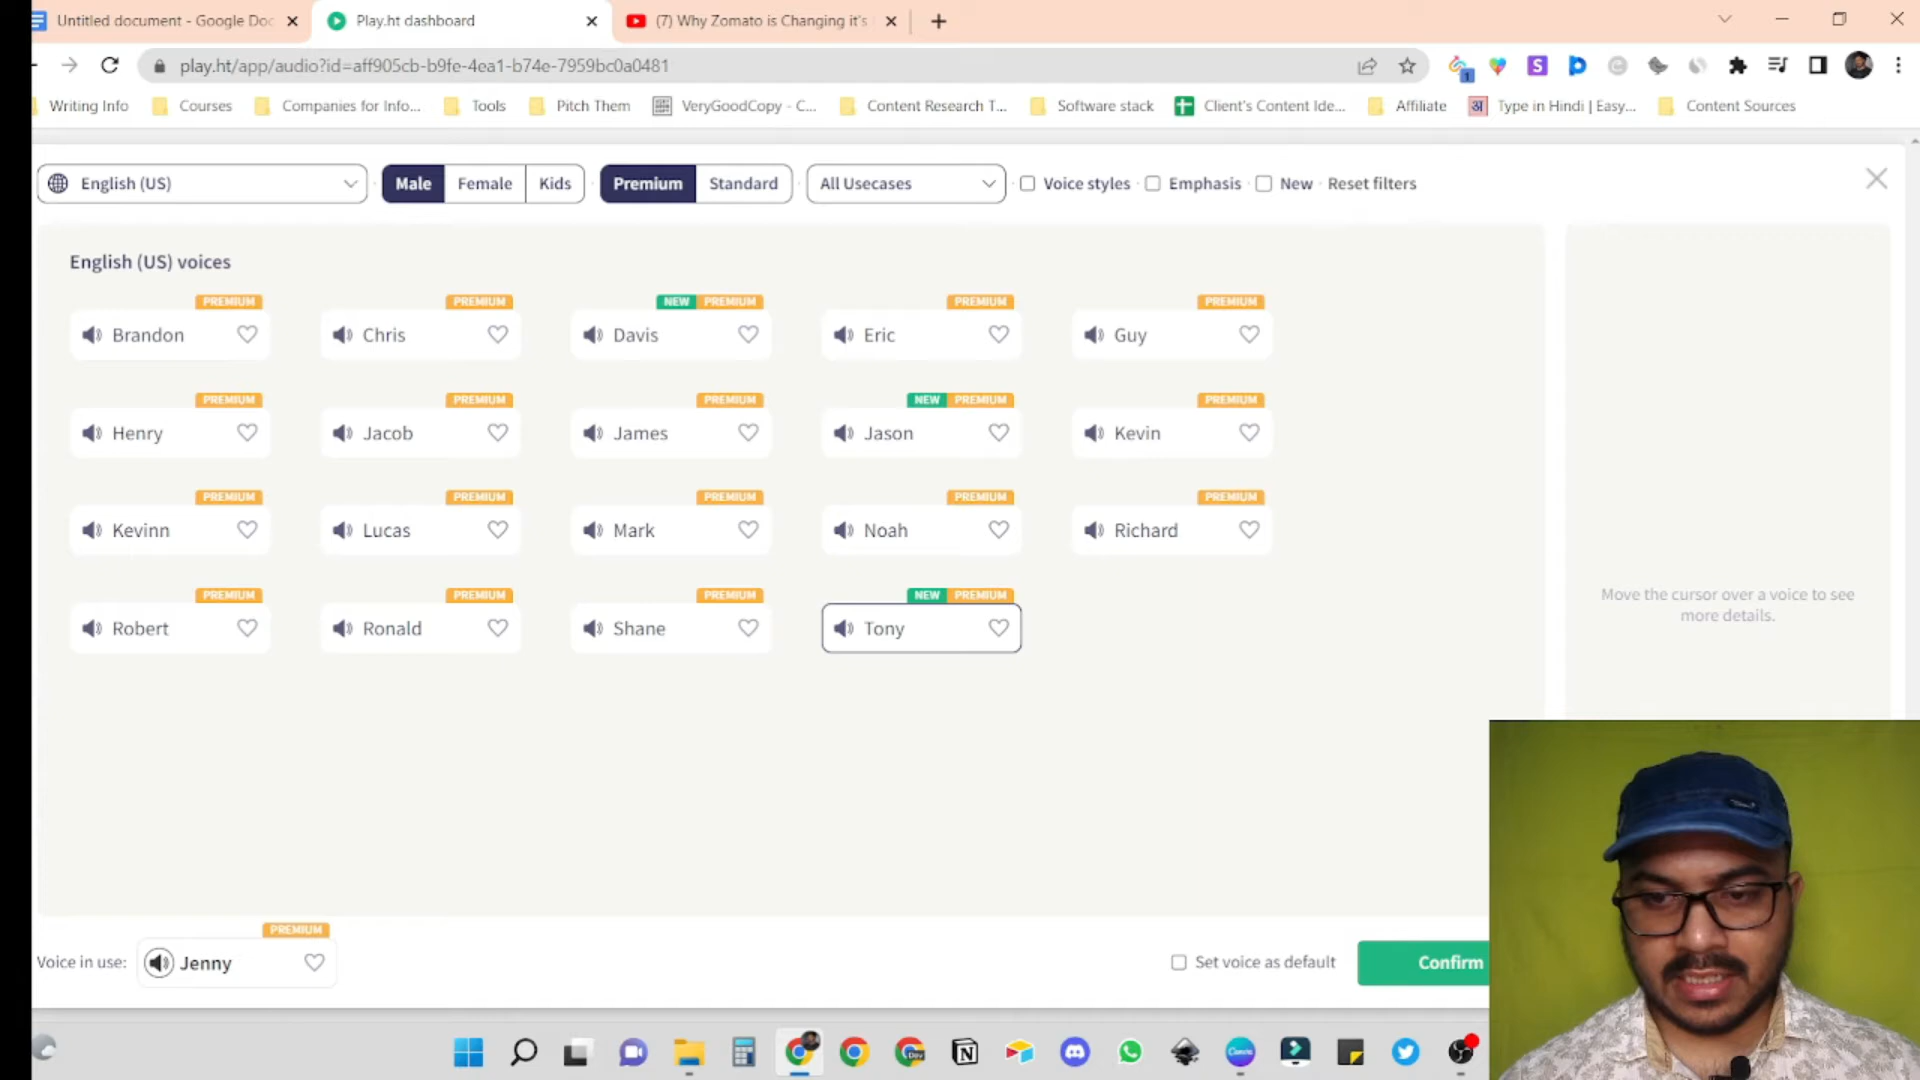 Untitled document - Google Doc
Play.ht dashboard
(7) Why Zomato is Changing it's
play.ht/app/audio?id=aff905cb-b9fe-4ea1-b74e-7959bc0a0481
Writing Info
Courses
Companies for Info...
Tools
Pitch Them
VeryGoodCopy - C...
Content Research T...
Software stack
Client's Content Ide...
Affiliate
Type in Hindi | Easy...
Content Sources
English (US)
Male
Female
Kids
Premium
Standard
All Usecases
Voice styles
Emphasis
New
Reset filters
English (US) voices
PREMIUM
PREMIUM
NEW PREMIUM
PREMIUM
PREMIUM
Brandon
Chris
Davis
Eric
Guy
PREMIUM
PREMIUM
PREMIUM
NEW PREMIUM
PREMIUM
Henry
Jacob
James
Jason
Kevin
PREMIUM
PREMIUM
PREMIUM
PREMIUM
PREMIUM
Kevinn
Lucas
Mark
Noah
Richard
PREMIUM
PREMIUM
PREMIUM
NEW PREMIUM
Robert
Ronald
Shane
Tony
Move the cursor over a voice to see
more details.
PREMIUM
Voice in use:
Jenny
Set voice as default
Confirm